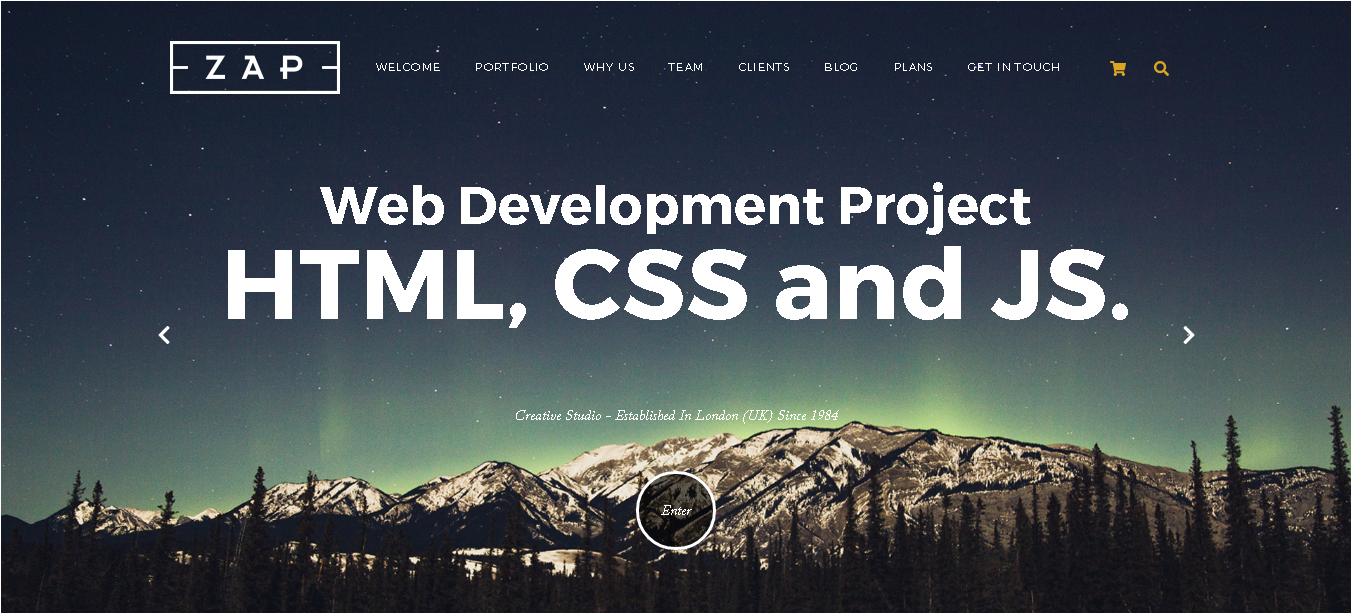 ZAP
WELCOME PORTFOLIO WHY US TEAM CLIENTS BLOG PLANS GET IN TOUCH
Web Development Project
HTML, CSS and JS.
Creative Studio - Established In London (UK) Since 1984
Enter